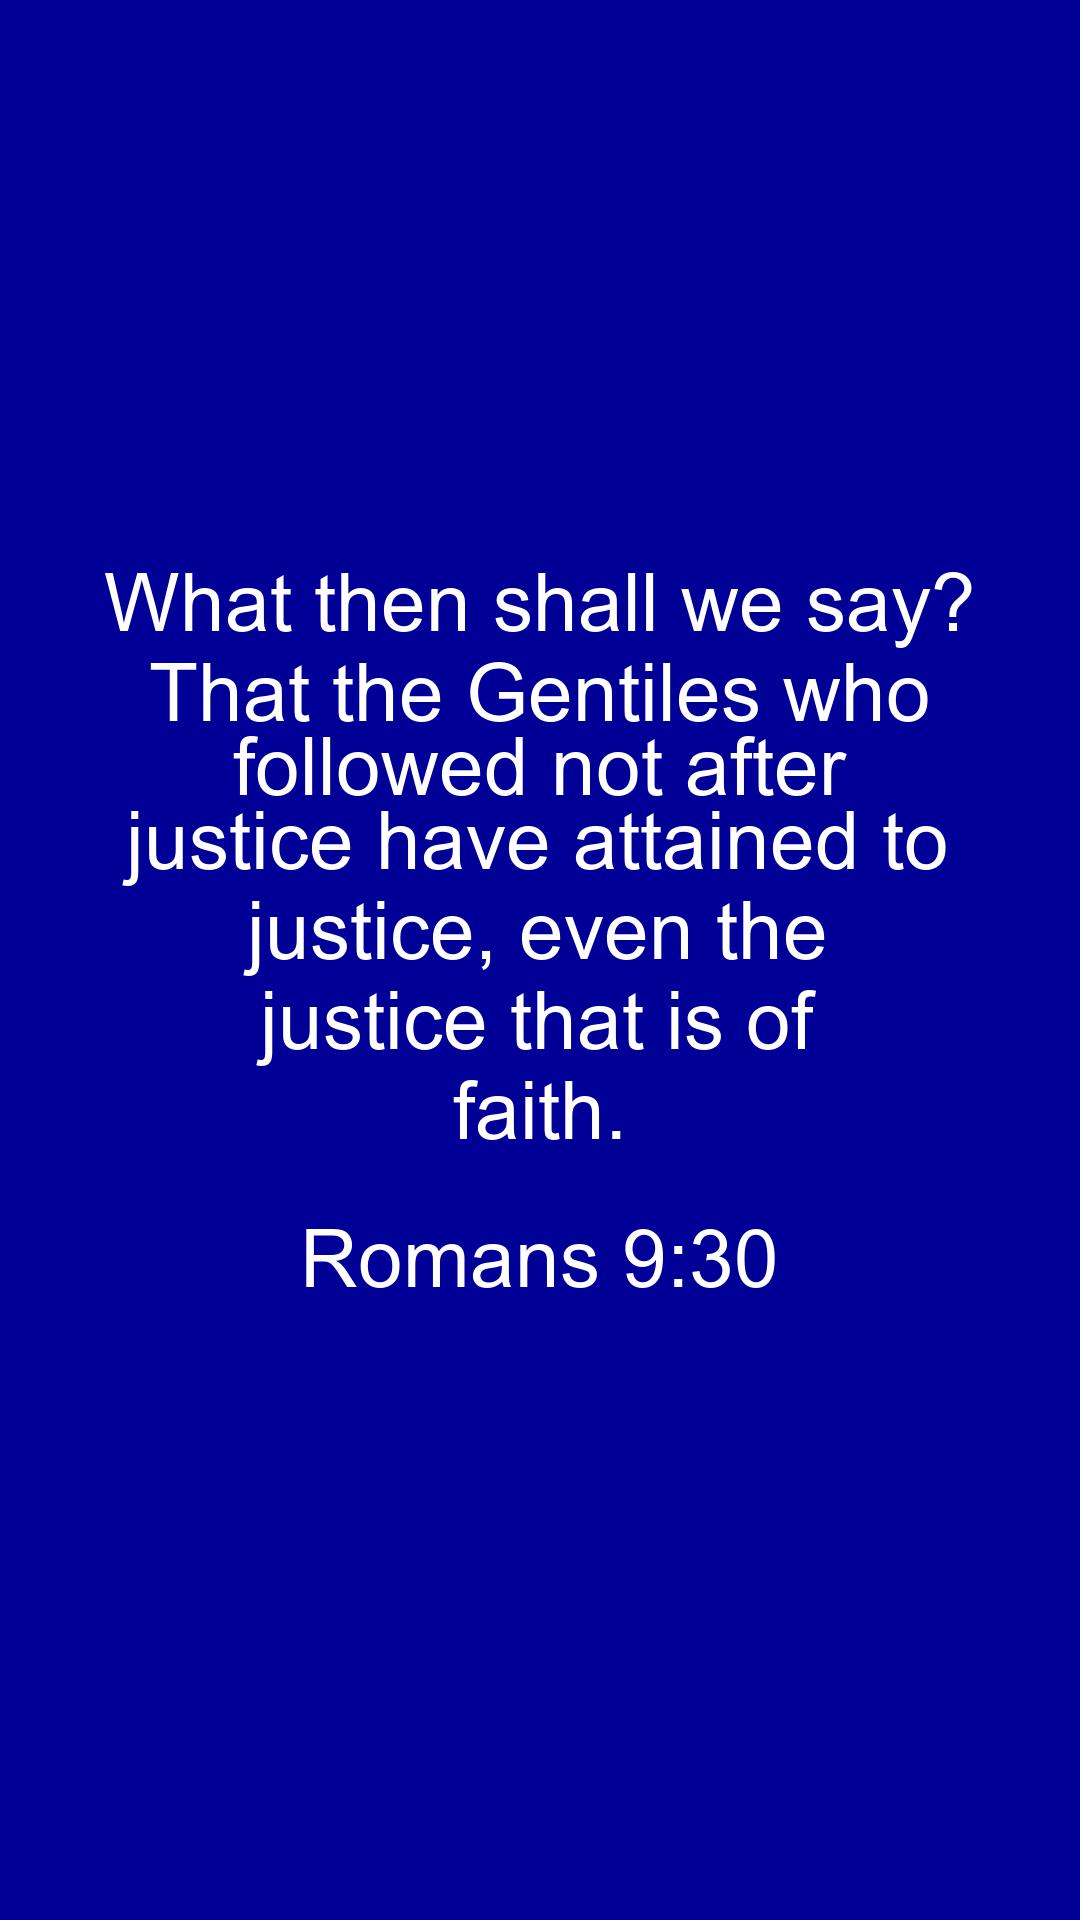 What then shall we say?
That the Gentiles who
followed not after
justice have attained to
justice, even the
justice that is of
faith.
Romans 9:30